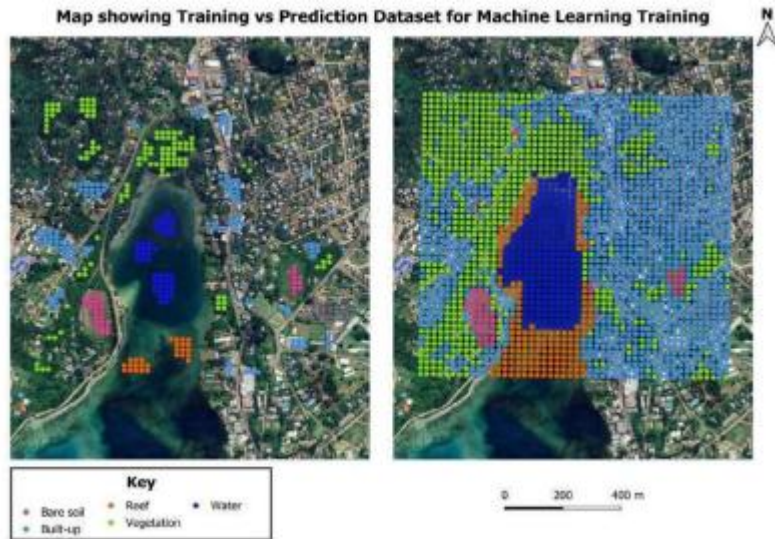 Map showing Training vs Prediction Dataset for Machine Learning Training
N
Key
Bare soil
Reef
Water
Built-up
Vegetation
0 200 400 m